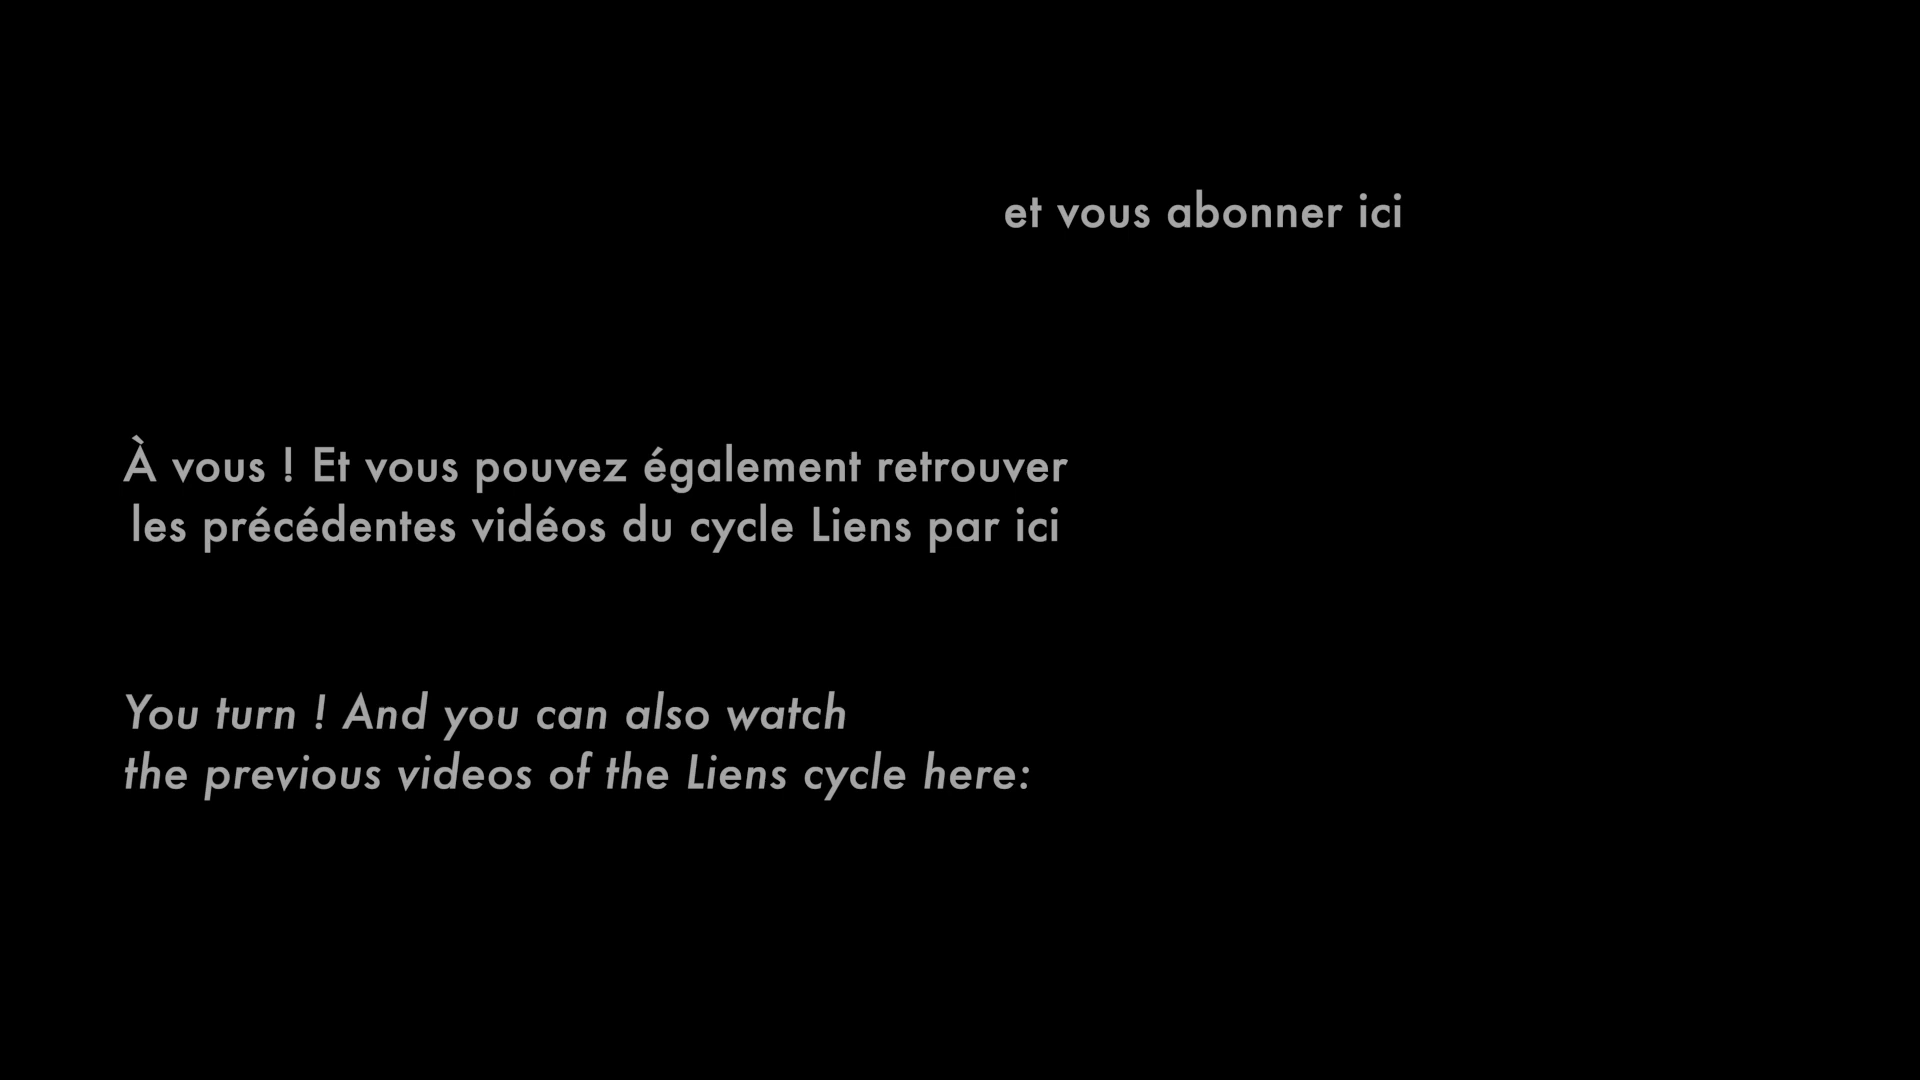 et vous abonner ici
À vous ! Et vous pouvez également retrouver
les précédentes vidéos du cycle Liens par ici
You turn ! And you can also watch
the previous videos of the Liens cycle here: